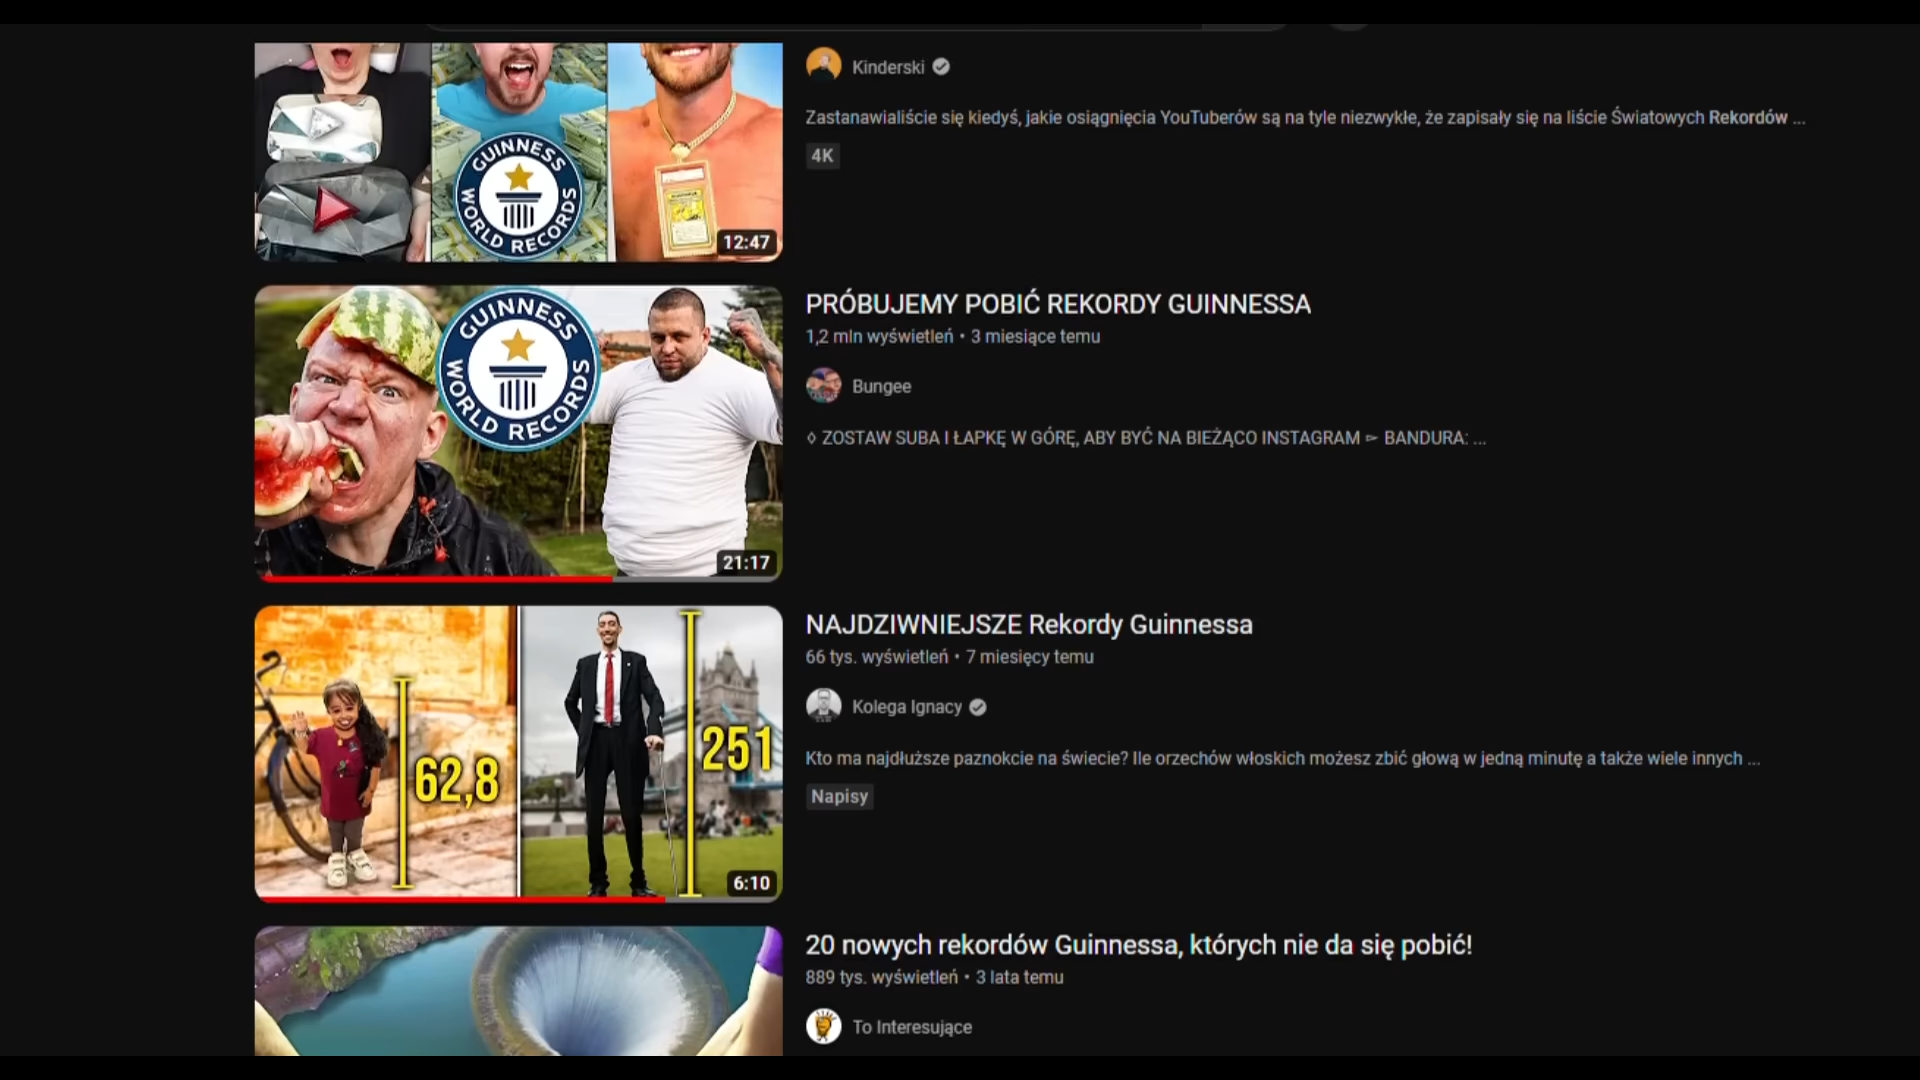 Kinderski
Zastanawialiście się kiedyś, jakie osiągnięcia YouTuberów są na tyle niezwykłe, że zapisały się na liście Światowych Rekordów ...
4K
GUINNESS
WORLD RECORDS
12:47
PRÓBUJEMY POBIĆ REKORDY GUINNESSA
1,2 mln wyświetleń • 3 miesiące temu
Bungee
◊ ZOSTAW SUBA I ŁAPKĘ W GÓRĘ, ABY BYĆ NA BIEŻĄCO INSTAGRAM ► BANDURA: ...
GUINNESS
WORLD RECORDS
21:17
NAJDZIWNIEJSZE Rekordy Guinnessa
66 tys. wyświetleń • 7 miesięcy temu
Kolega Ignacy
Kto ma najdłuższe paznokcie na świecie? Ile orzechów włoskich możesz zbić głową w jedną minutę a także wiele innych ...
Napisy
62,8
251
6:10
20 nowych rekordów Guinnessa, których nie da się pobić!
889 tys. wyświetleń • 3 lata temu
To Interesujące